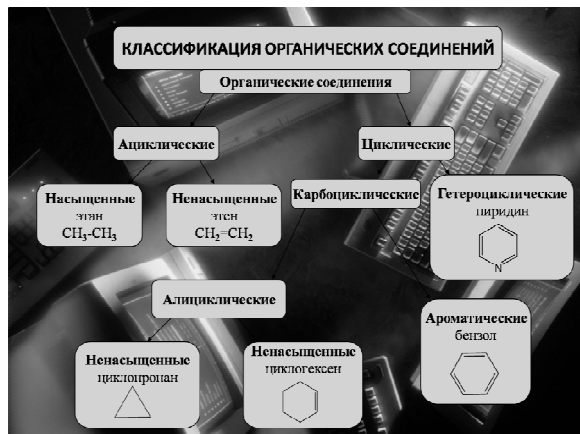 КЛАССИФИКАЦИЯ ОРГАНИЧЕСКИХ СОЕДИНЕНИЙ
Органические соединения
Ациклические
Циклические
Насыщенные
этан
CH₃-CH₃
Ненасыщенные
этен
CH₂=CH₂
Карбоциклические
Гетероциклические
пиридин
N
Алициклические
Ароматические
бензол
Ненасыщенные
циклопропан
Ненасыщенные
циклогексен